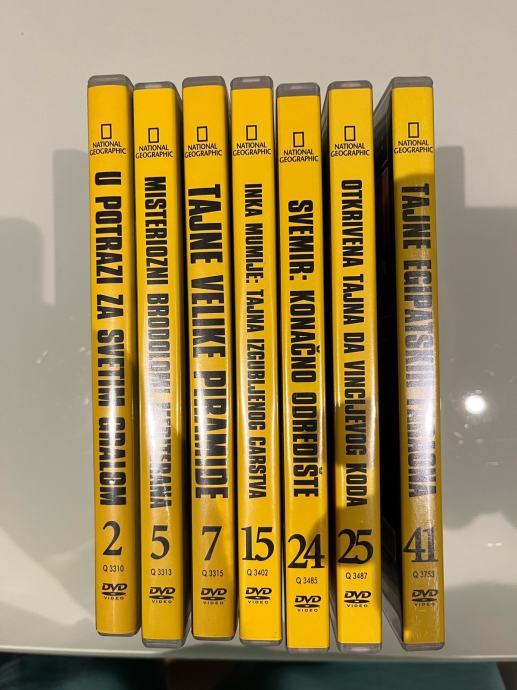 NATIONAL
GEOGRAPHIC
U POTRAZI ZA SVETIM GRALOM
2
Q 3310
DVD
VIDEO
NATIONAL
GEOGRAPHIC
MISTERIOZNI BRODOLOM
5
Q 3313
DVD
VIDEO
NATIONAL
GEOGRAPHIC
TAJNE VELIKE PIRAMIDE
7
Q 3315
DVD
VIDEO
NATIONAL
GEOGRAPHIC
INKA MUMIJE: TAJNA IZGUBLJENOG CARSTVA
15
Q 3402
DVD
VIDEO
NATIONAL
GEOGRAPHIC
SVEMIR: KONAČNO ODREDIŠTE
24
Q 3485
DVD
VIDEO
NATIONAL
GEOGRAPHIC
OTKRIVENA TAJNA DA VINCIJEVOG KODA
25
Q 3487
DVD
VIDEO
NATIONAL
GEOGRAPHIC
TAJNE EGIPATSKIH FARAONA
41
Q 3753
DVD
VIDEO